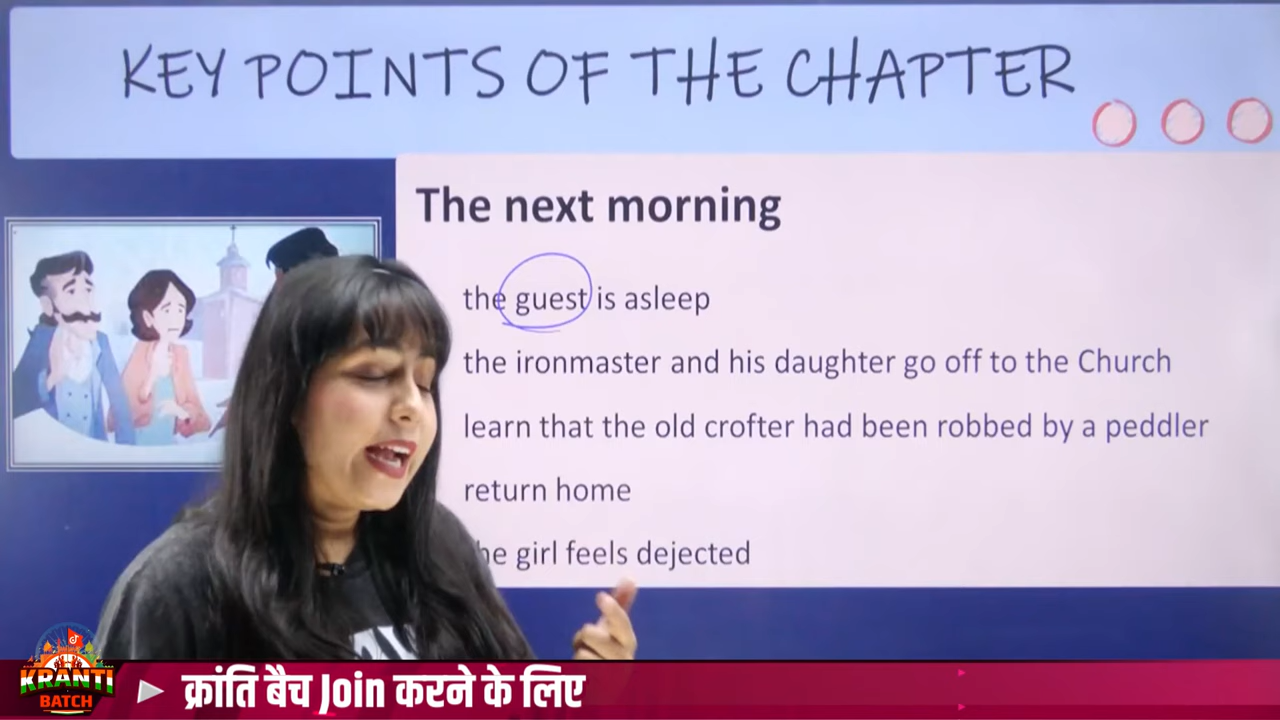 KEY POINTS OF THE CHAPTER
The next morning
the guest is asleep
the ironmaster and his daughter go off to the Church
learn that the old crofter had been robbed by a peddler
return home
he girl feels dejected
KRANTI
BATCH
क्रांति बैच Join करने के लिए